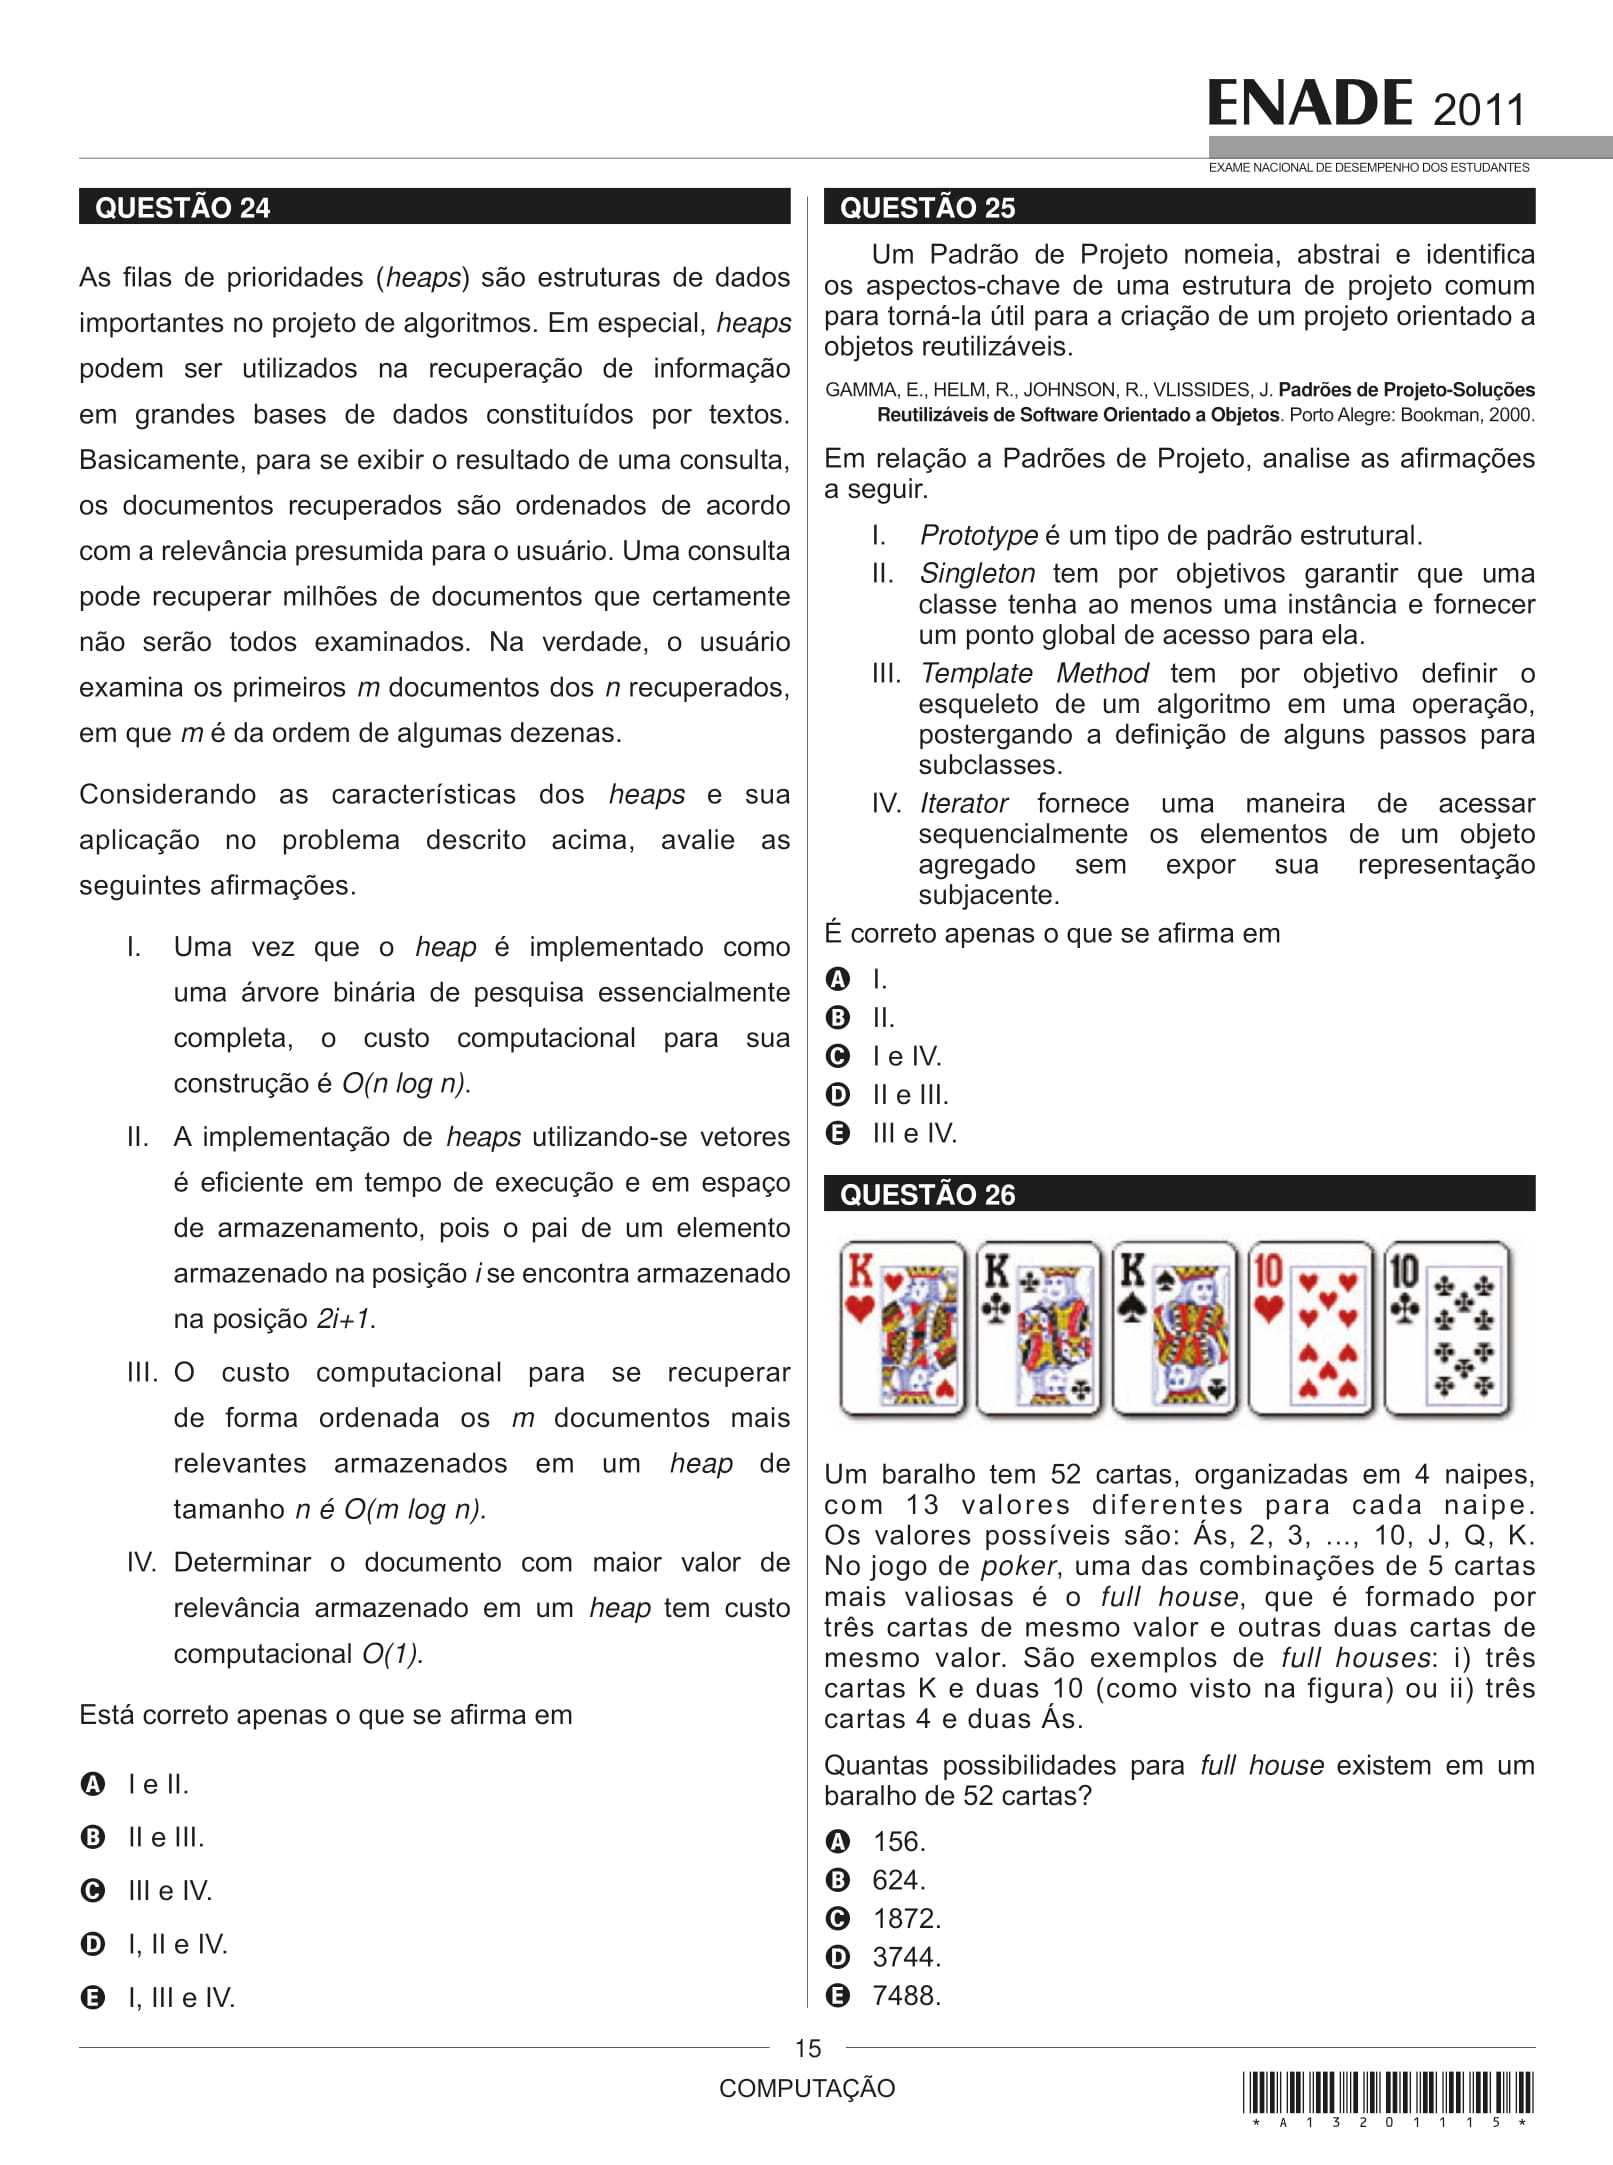 ENADE 2011
EXAME NACIONAL DE DESEMPENHO DOS ESTUDANTES
QUESTÃO 24
As filas de prioridades (heaps) são estruturas de dados
importantes no projeto de algoritmos. Em especial, heaps
podem ser utilizados na recuperação de informação
em grandes bases de dados constituídos por textos.
Basicamente, para se exibir o resultado de uma consulta,
os documentos recuperados são ordenados de acordo
com a relevância presumida para o usuário. Uma consulta
pode recuperar milhões de documentos que certamente
não serão todos examinados. Na verdade, o usuário
examina os primeiros m documentos dos n recuperados,
em que m é da ordem de algumas dezenas.
Considerando as características dos heaps e sua
aplicação no problema descrito acima, avalie as
seguintes afirmações.
I. Uma vez que o heap é implementado como
uma árvore binária de pesquisa essencialmente
completa, o custo computacional para sua
construção é O(n log n).
II. A implementação de heaps utilizando-se vetores
é eficiente em tempo de execução e em espaço
de armazenamento, pois o pai de um elemento
armazenado na posição i se encontra armazenado
na posição 2i+1.
III. O custo computacional para se recuperar
de forma ordenada os m documentos mais
relevantes armazenados em um heap de
tamanho n é O(m log n).
IV. Determinar o documento com maior valor de
relevância armazenado em um heap tem custo
computacional O(1).
Está correto apenas o que se afirma em
A I e II.
B II e III.
C III e IV.
D I, II e IV.
E I, III e IV.
QUESTÃO 25
Um Padrão de Projeto nomeia, abstrai e identifica
os aspectos-chave de uma estrutura de projeto comum
para torná-la útil para a criação de um projeto orientado a
objetos reutilizáveis.
GAMMA, E., HELM, R., JOHNSON, R., VLISSIDES, J. Padrões de Projeto-Soluções
Reutilizáveis de Software Orientado a Objetos. Porto Alegre: Bookman, 2000.
Em relação a Padrões de Projeto, analise as afirmações
a seguir.
I. Prototype é um tipo de padrão estrutural.
II. Singleton tem por objetivos garantir que uma
classe tenha ao menos uma instância e fornecer
um ponto global de acesso para ela.
III. Template Method tem por objetivo definir o
esqueleto de um algoritmo em uma operação,
postergando a definição de alguns passos para
subclasses.
IV. Iterator fornece uma maneira de acessar
sequencialmente os elementos de um objeto
agregado sem expor sua representação
subjacente.
É correto apenas o que se afirma em
A I.
B II.
C I e IV.
D II e III.
E III e IV.
QUESTÃO 26
K K K 10 10
Um baralho tem 52 cartas, organizadas em 4 naipes,
com 13 valores diferentes para cada naipe.
Os valores possíveis são: Ás, 2, 3, ..., 10, J, Q, K.
No jogo de poker, uma das combinações de 5 cartas
mais valiosas é o full house, que é formado por
três cartas de mesmo valor e outras duas cartas de
mesmo valor. São exemplos de full houses: i) três
cartas K e duas 10 (como visto na figura) ou ii) três
cartas 4 e duas Ás.
Quantas possibilidades para full house existem em um
baralho de 52 cartas?
A 156.
B 624.
C 1872.
D 3744.
E 7488.
15
COMPUTAÇÃO
* A 1 3 2 0 1 1 1 5 *